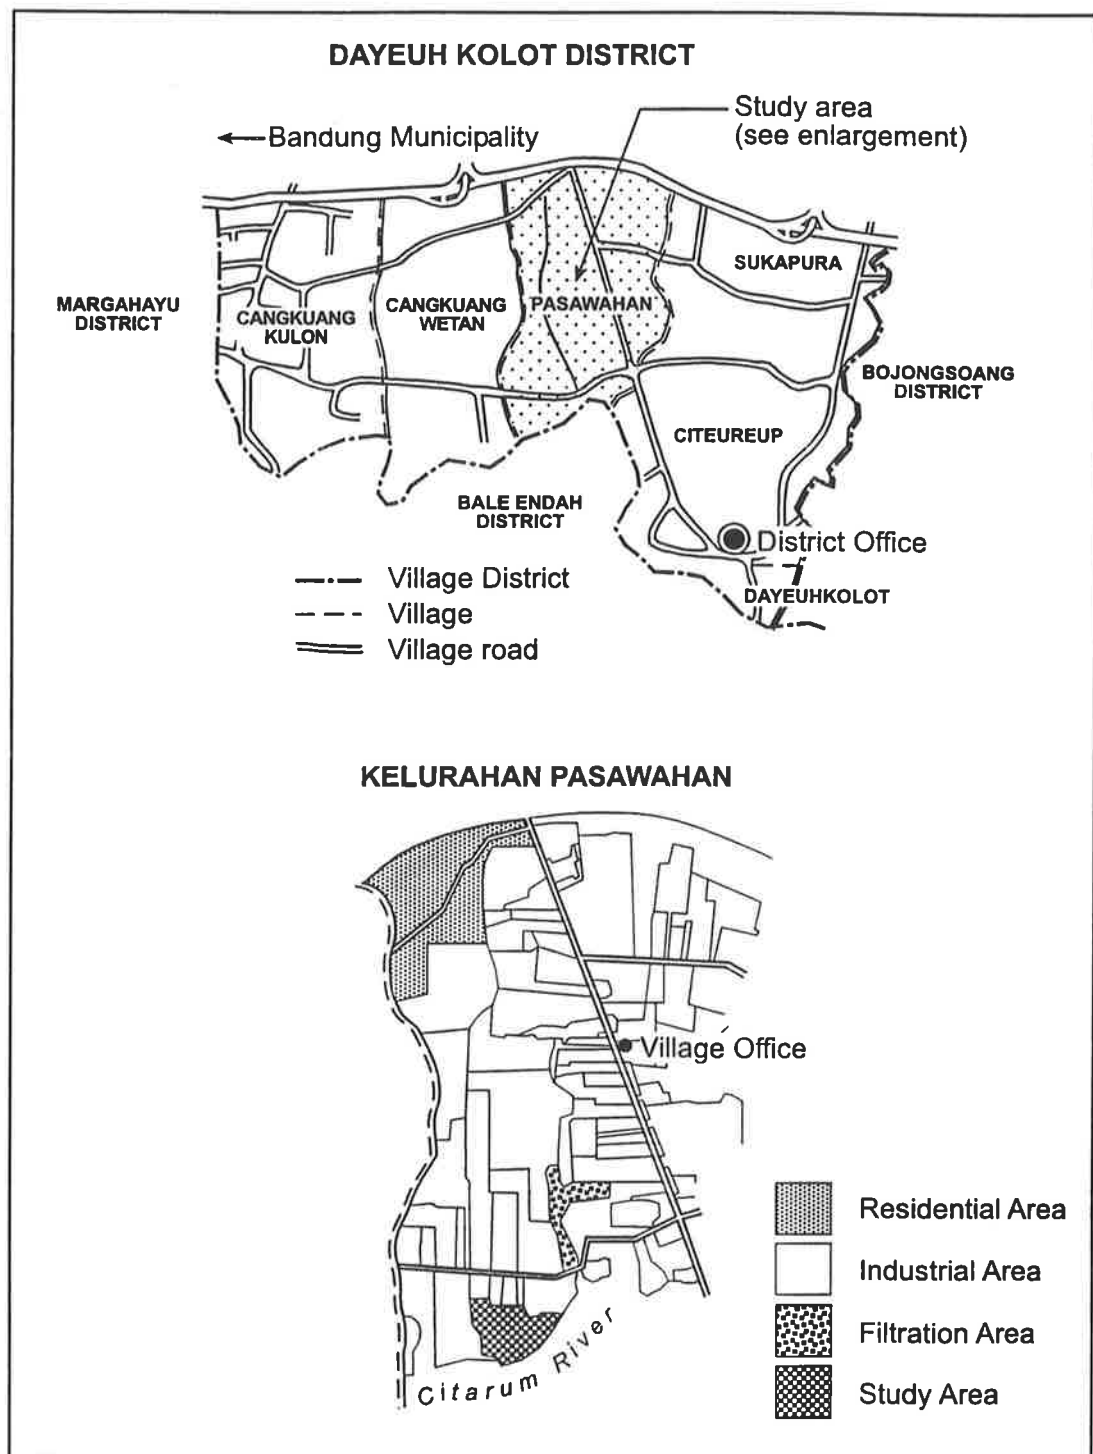 DAYEUH KOLOT DISTRICT
Study area
(see enlargement)
Bandung Municipality
SUKAPURA
MARGAHAYU
DISTRICT
CANGKUANG
KULON
CANGKUANG
WETAN
PASAWAHAN
BOJONGSOANG
DISTRICT
CITEUREUP
BALE ENDAH
DISTRICT
District Office
DAYEUHKOLOT
Village District
Village
Village road
KELURAHAN PASAWAHAN
Village Office
Residential Area
Industrial Area
Filtration Area
Study Area
Citarum River